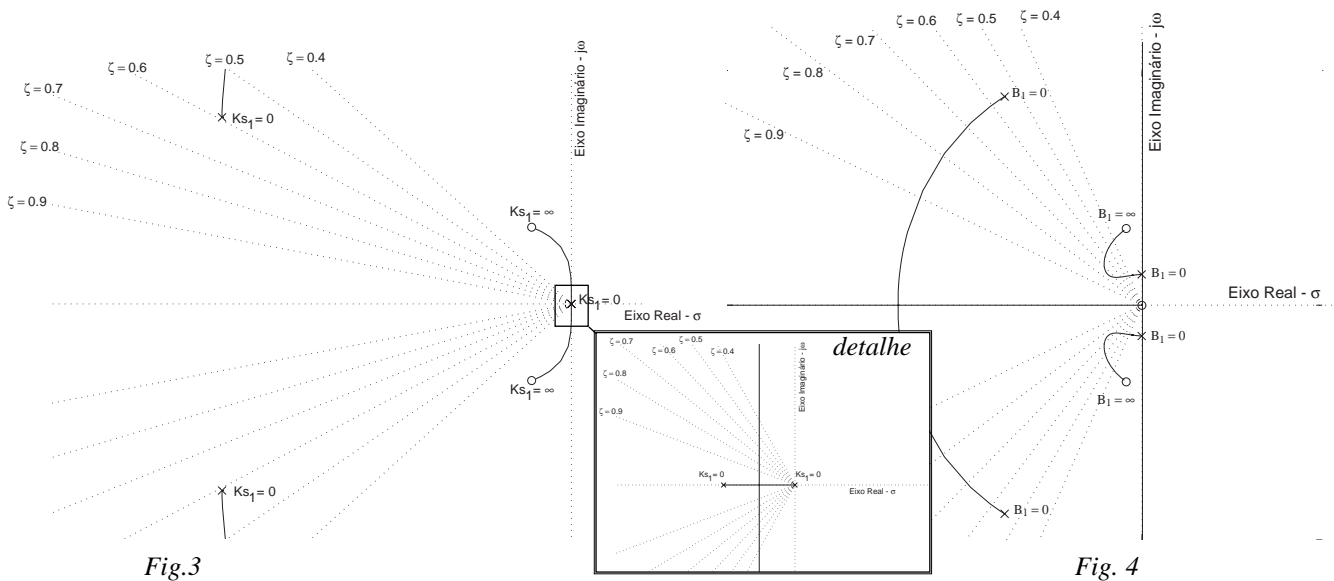 ζ = 0.4
ζ = 0.5
ζ = 0.6
ζ = 0.7
ζ = 0.8
ζ = 0.9
Ks₁ = 0
Eixo Imaginário - jω
Ks₁ = ∞
Ks₁ = 0
Eixo Real - σ
Ks₁ = ∞
Ks₁ = 0
Fig.3
detalhe
ζ = 0.7
ζ = 0.6
ζ = 0.5
ζ = 0.4
ζ = 0.8
ζ = 0.9
Eixo Imaginário - jω
Ks₁ = 0
Ks₁ = 0
Eixo Real - σ
ζ = 0.4
ζ = 0.5
ζ = 0.6
ζ = 0.7
ζ = 0.8
ζ = 0.9
Eixo Imaginário - jω
B₁ = 0
B₁ = ∞
B₁ = 0
Eixo Real - σ
B₁ = 0
B₁ = ∞
B₁ = 0
Fig. 4